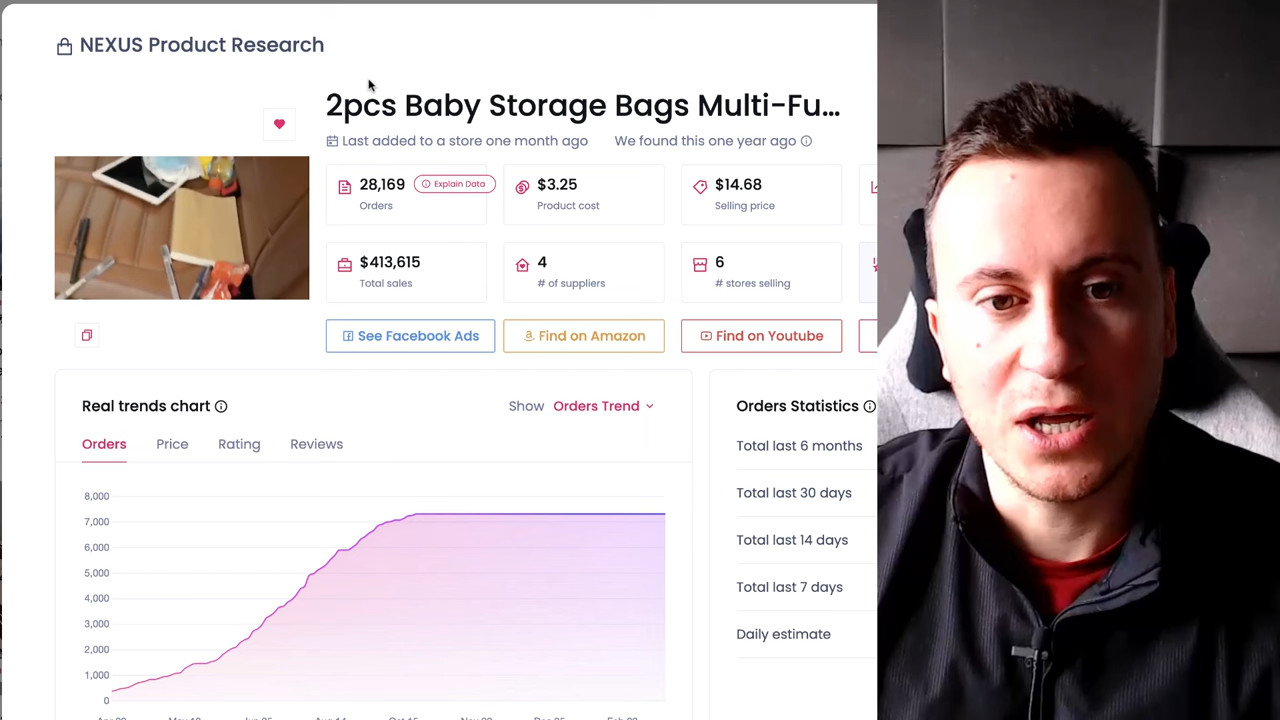 NEXUS Product Research
2pcs Baby Storage Bags Multi-Fu...
Last added to a store one month ago
We found this one year ago
28,169
Explain Data
Orders
$3.25
Product cost
$14.68
Selling price
$413,615
Total sales
4
# of suppliers
6
# stores selling
See Facebook Ads
Find on Amazon
Find on Youtube
Real trends chart
Show Orders Trend
Orders
Price
Rating
Reviews
8,000
7,000
6,000
5,000
4,000
3,000
2,000
1,000
0
Orders Statistics
Total last 6 months
Total last 30 days
Total last 14 days
Total last 7 days
Daily estimate